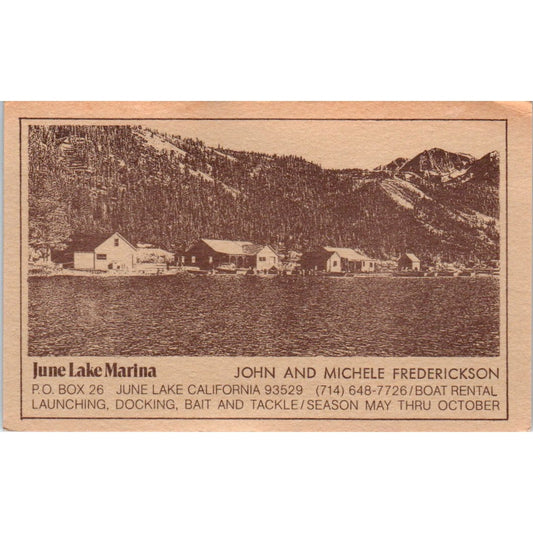 June Lake Marina JOHN AND MICHELE FREDERICKSON
P.O. BOX 26 JUNE LAKE CALIFORNIA 93529 (714) 648-7726/BOAT RENTAL
LAUNCHING, DOCKING, BAIT AND TACKLE/SEASON MAY THRU OCTOBER